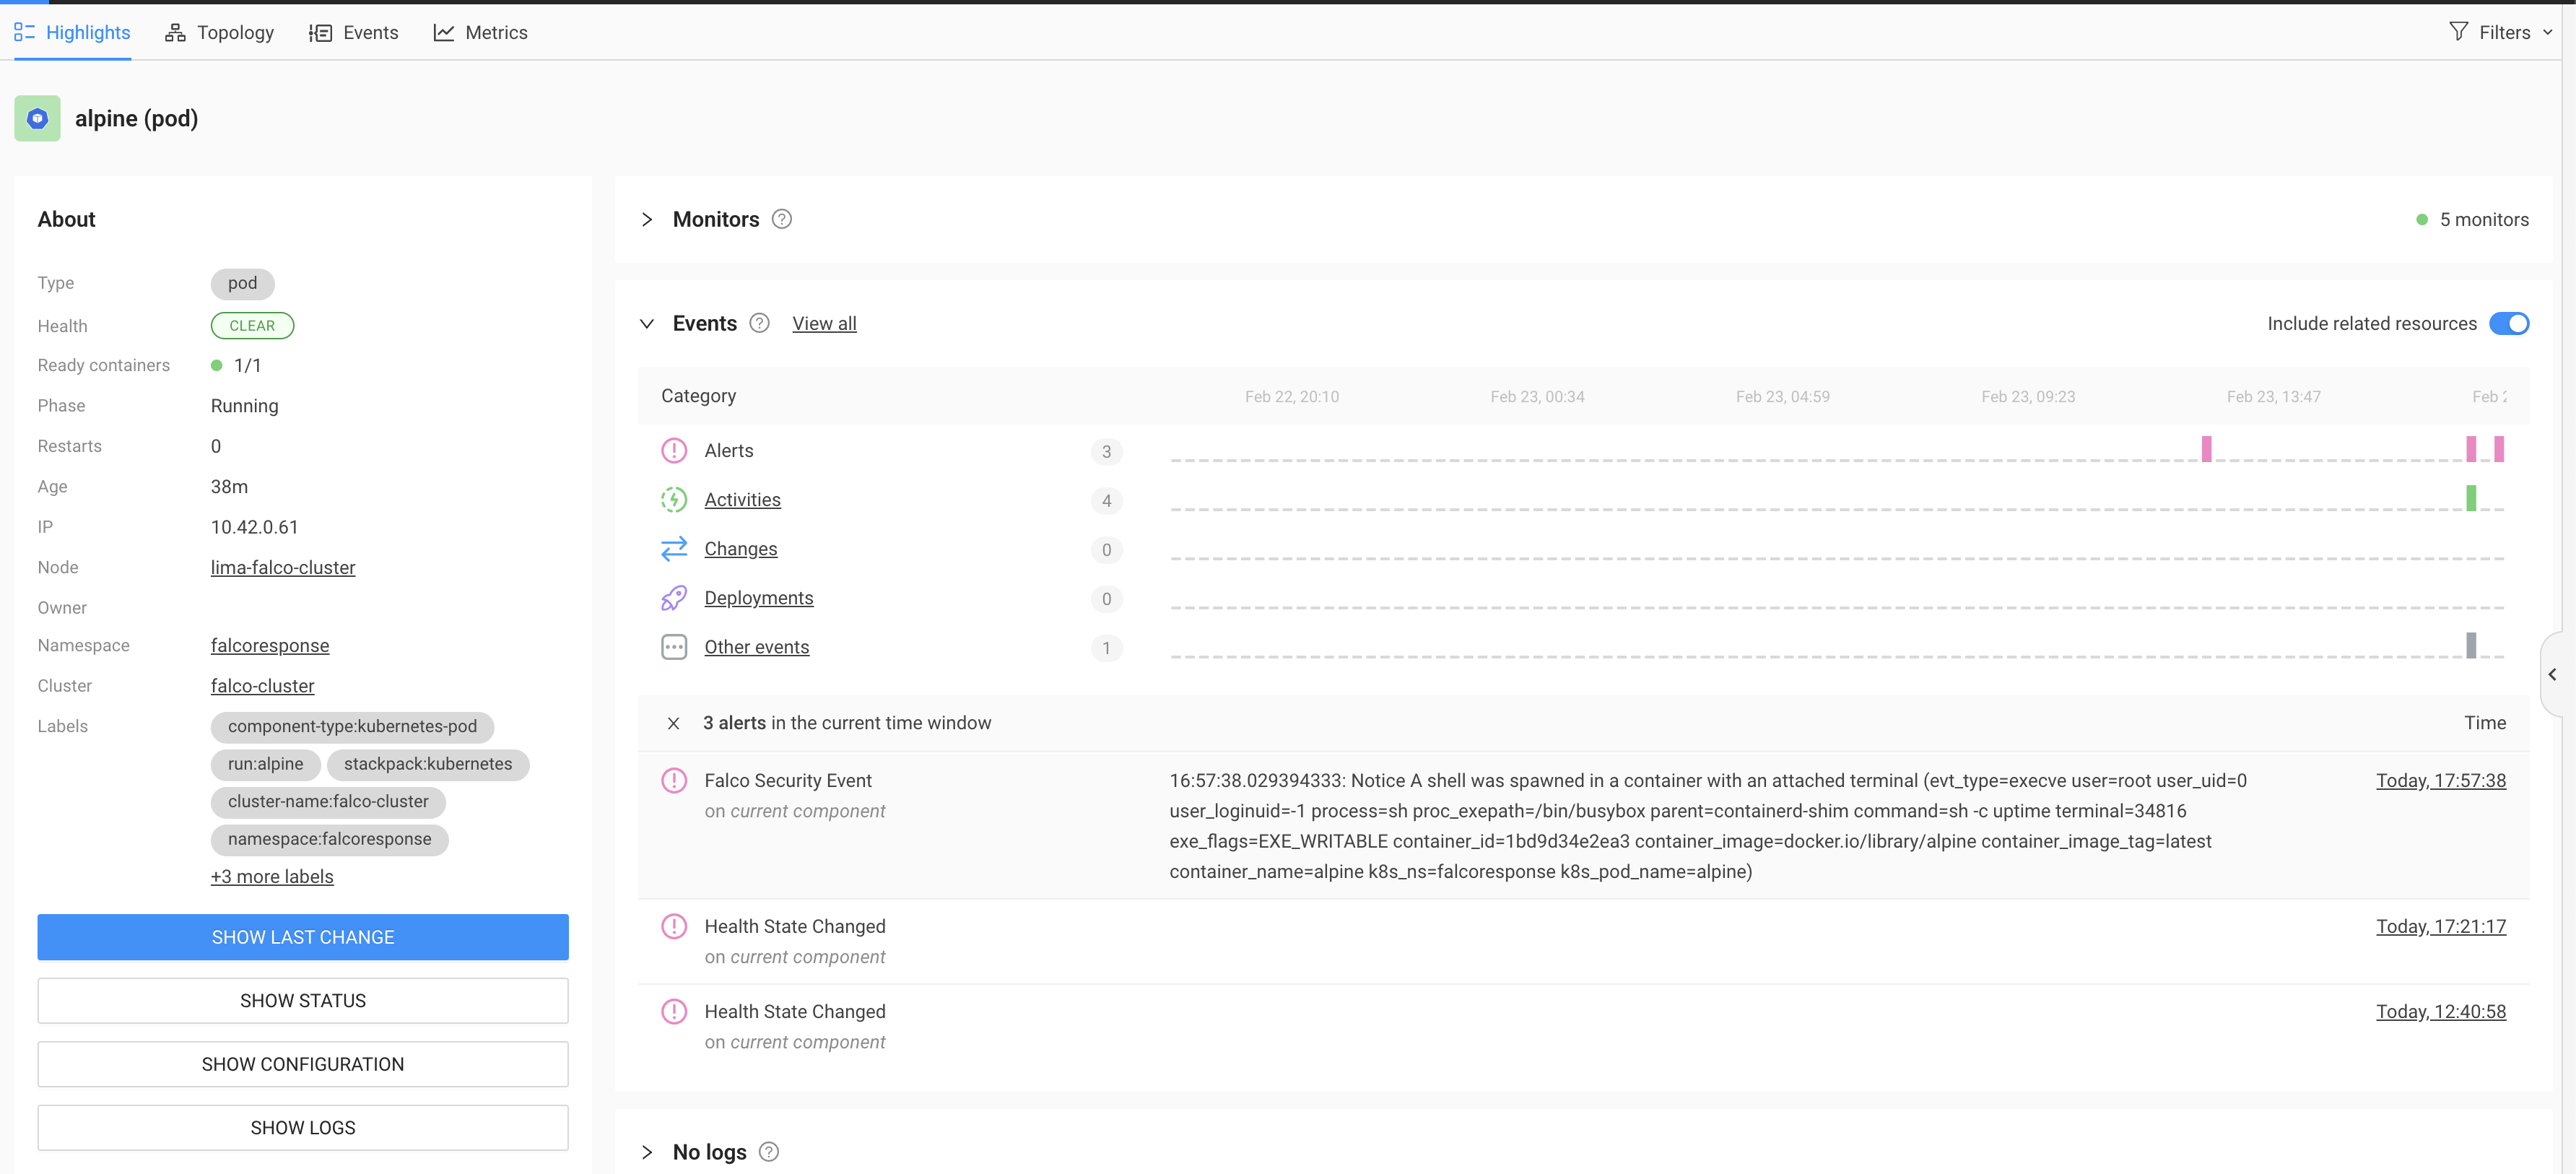 Highlights Topology Events Metrics Filters
alpine (pod)
About
Type pod
Health CLEAR
Ready containers 1/1
Phase Running
Restarts 0
Age 38m
IP 10.42.0.61
Node lima-falco-cluster
Owner
Namespace falcoresponse
Cluster falco-cluster
Labels component-type:kubernetes-pod
run:alpine stackpack:kubernetes
cluster-name:falco-cluster
namespace:falcoresponse
+3 more labels
SHOW LAST CHANGE
SHOW STATUS
SHOW CONFIGURATION
SHOW LOGS
Monitors ? 5 monitors
Events ? View all Include related resources
Category Feb 22, 20:10 Feb 23, 00:34 Feb 23, 04:59 Feb 23, 09:23 Feb 23, 13:47 Feb
Alerts 3
Activities 4
Changes 0
Deployments 0
Other events 1
3 alerts in the current time window Time
Falco Security Event
on current component
16:57:38.029394333: Notice A shell was spawned in a container with an attached terminal (evt_type=execve user=root user_uid=0
user_loginuid=-1 process=sh proc_exepath=/bin/busybox parent=containerd-shim command=sh -c uptime terminal=34816
exe_flags=EXE_WRITABLE container_id=1bd9d34e2ea3 container_image=docker.io/library/alpine container_image_tag=latest
container_name=alpine k8s_ns=falcoresponse k8s_pod_name=alpine)
Today, 17:57:38
Health State Changed Today, 17:21:17
on current component
Health State Changed Today, 12:40:58
on current component
No logs ?